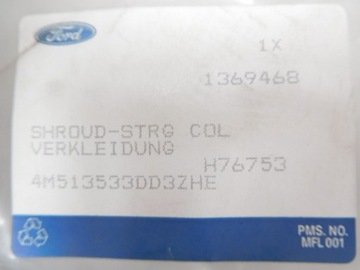 Ford
1X
1369468
SHROUD-STRG COL
VERKLEIDUNG
H76753
4M513533DD3ZHE
PMS. NO.
MFL 001